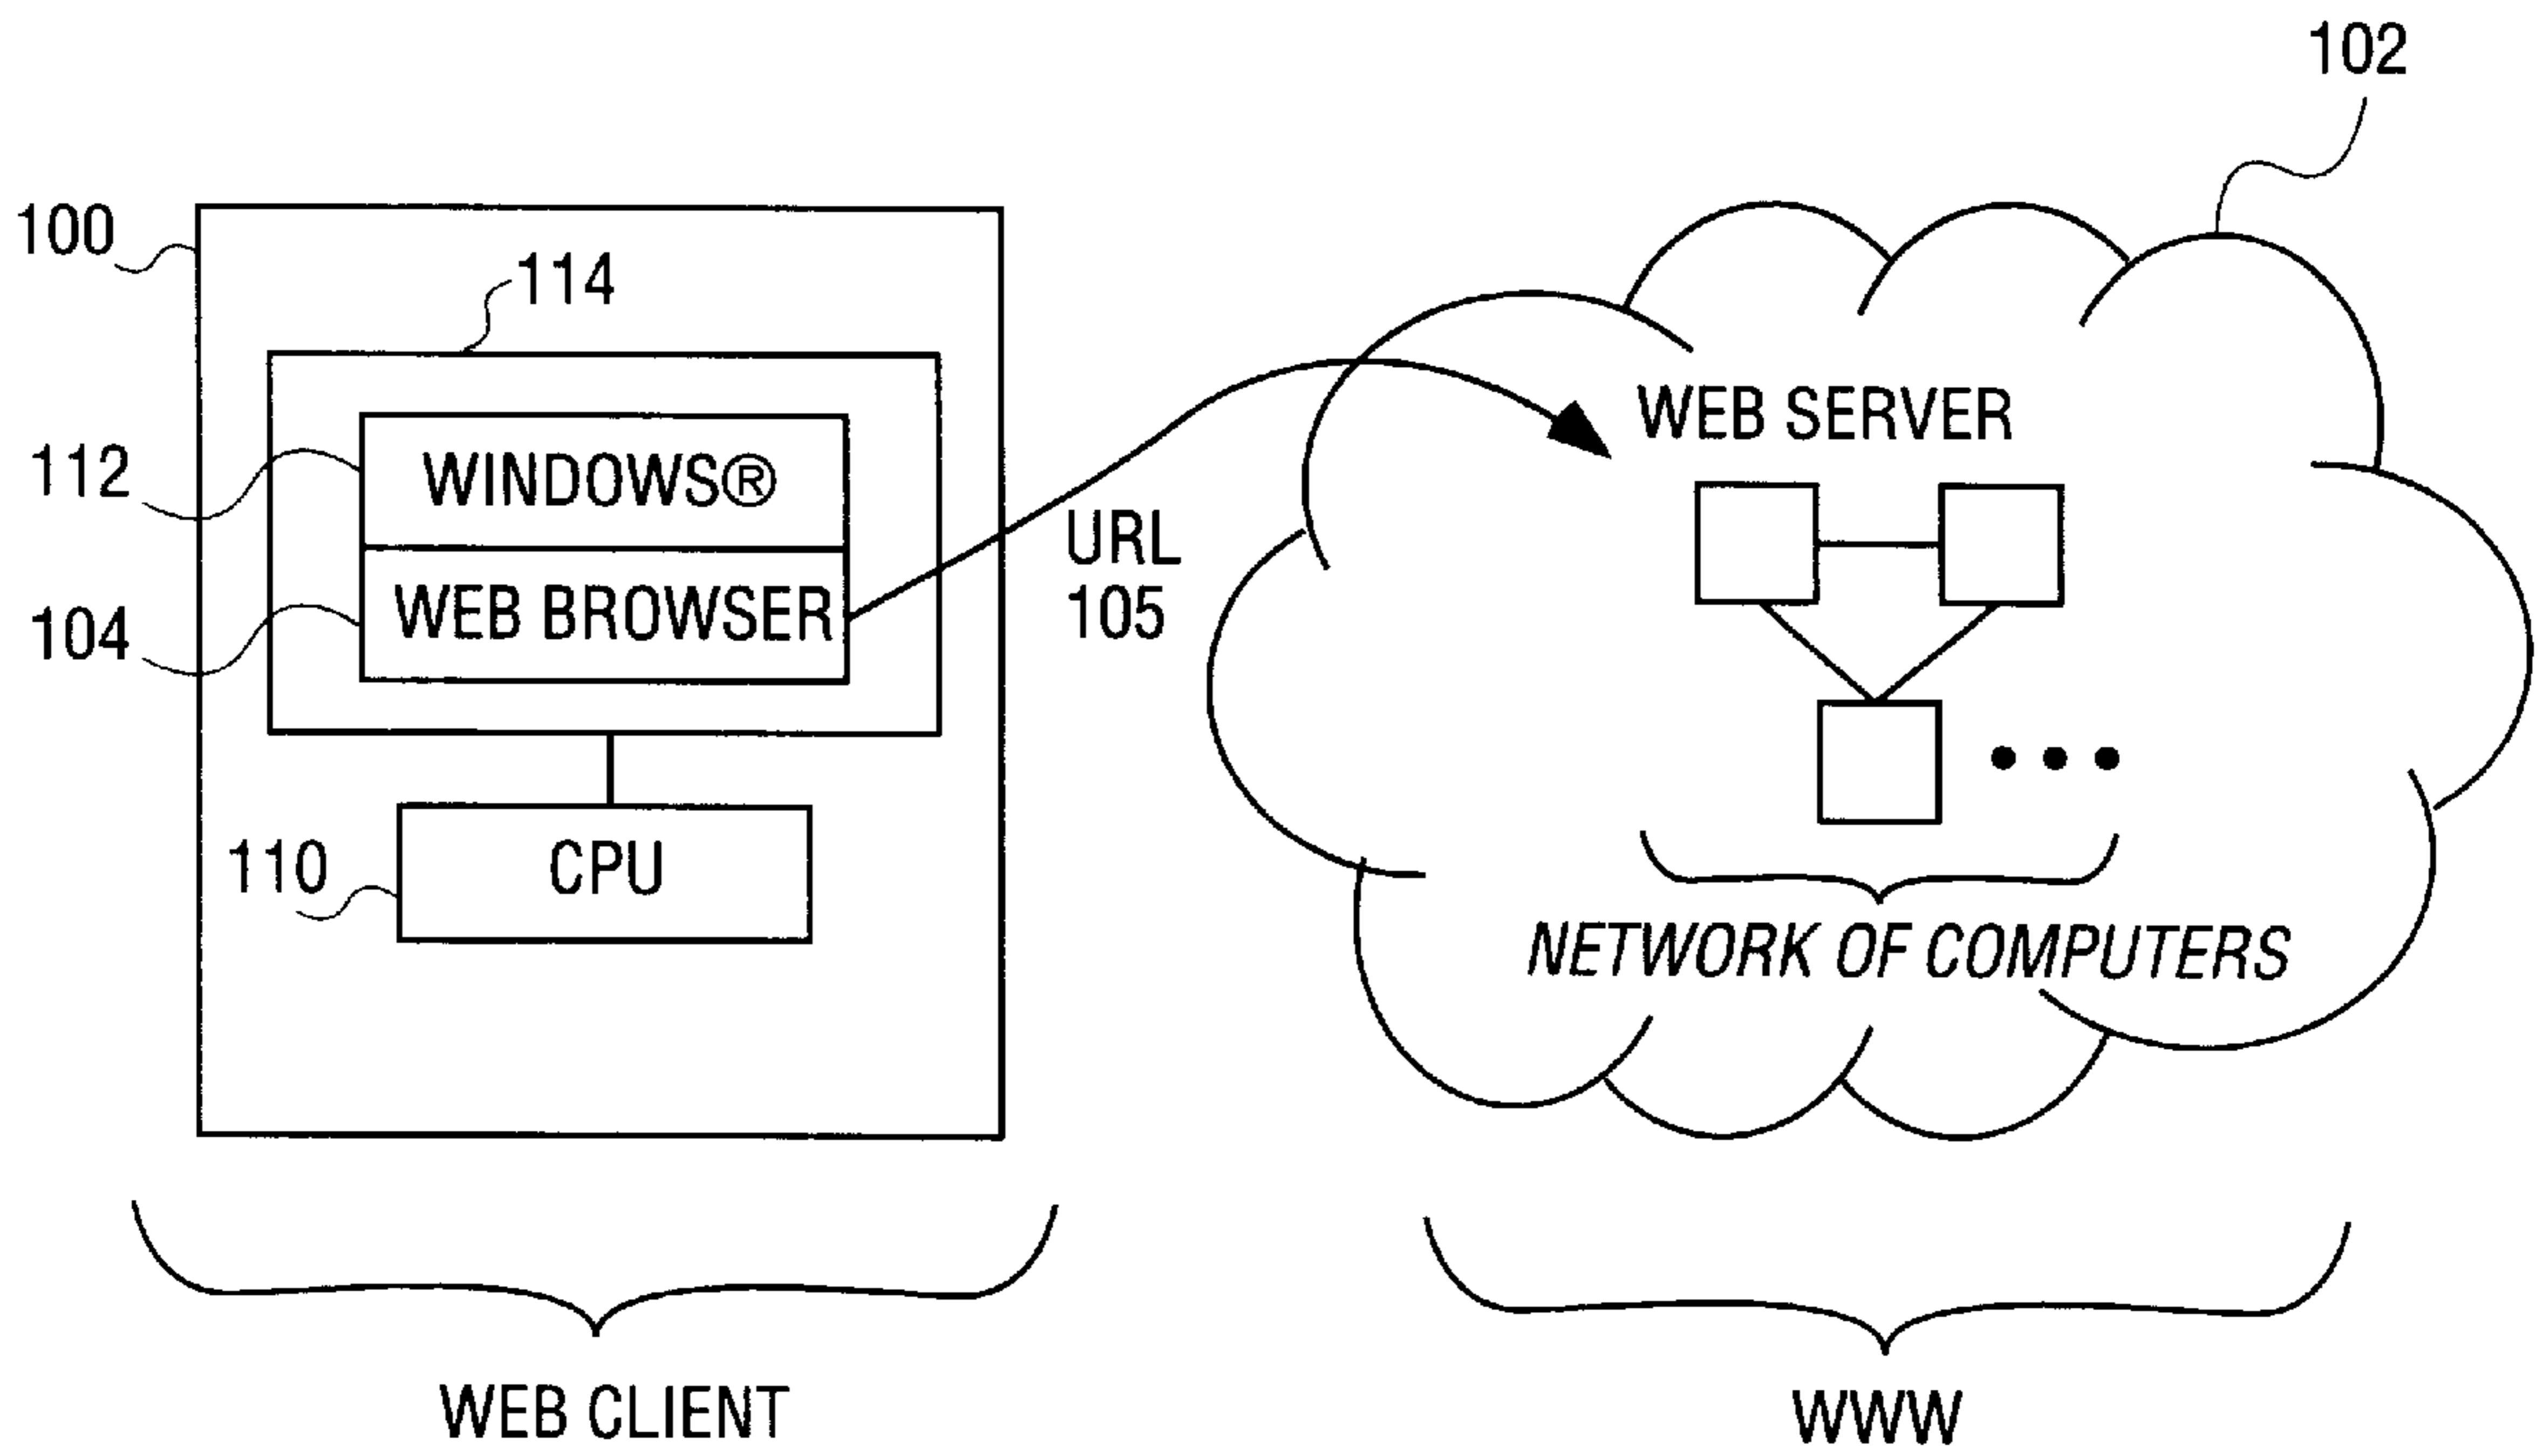 102
100
114
112
WINDOWS®
104
WEB BROWSER
URL
105
110
CPU
WEB SERVER
NETWORK OF COMPUTERS
WEB CLIENT
WWW